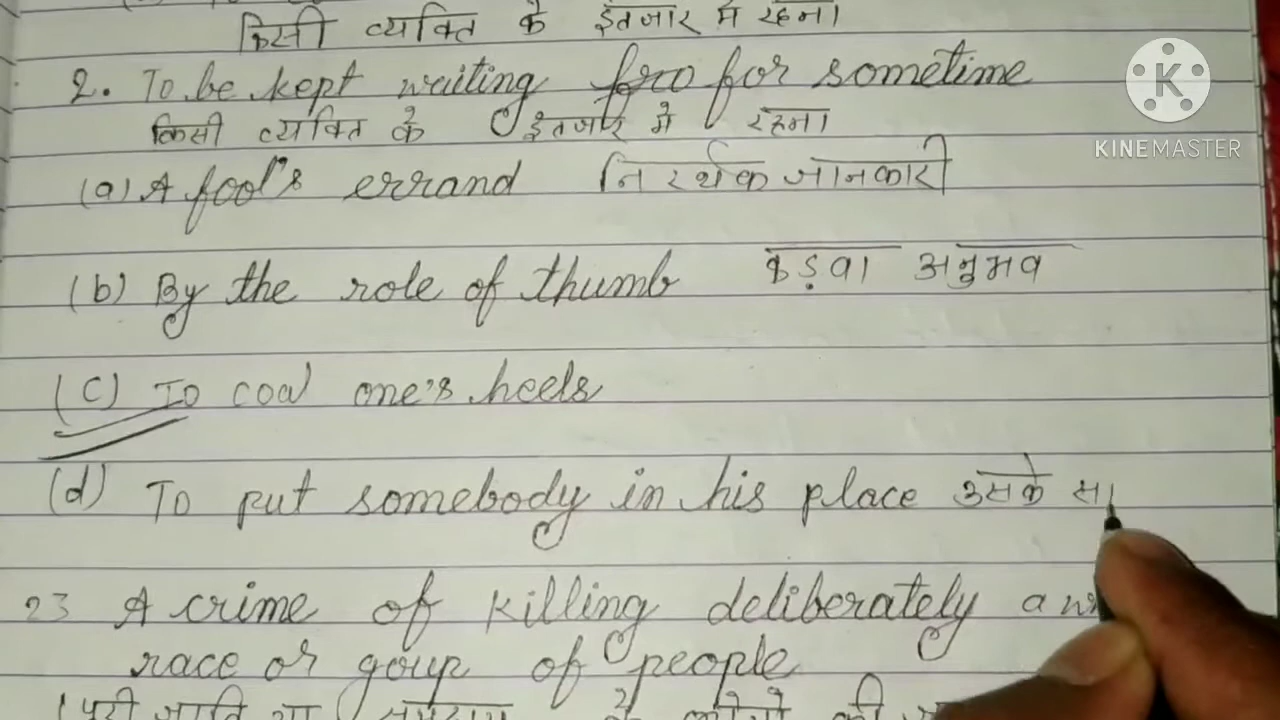 किसी व्यक्ति के इंतजार में रहना।
2. To be kept waiting fro for sometime
किसी व्यक्ति के इंतजार में रहना।
(a) A fool's errand निरर्थक जानकारी
(b) By the role of thumb कड़वा अनुभव
(c) To cool one's heels
(d) To put somebody in his place उसके सा
23 A crime of killing deliberately a
race or goup of people
KINEMASTER